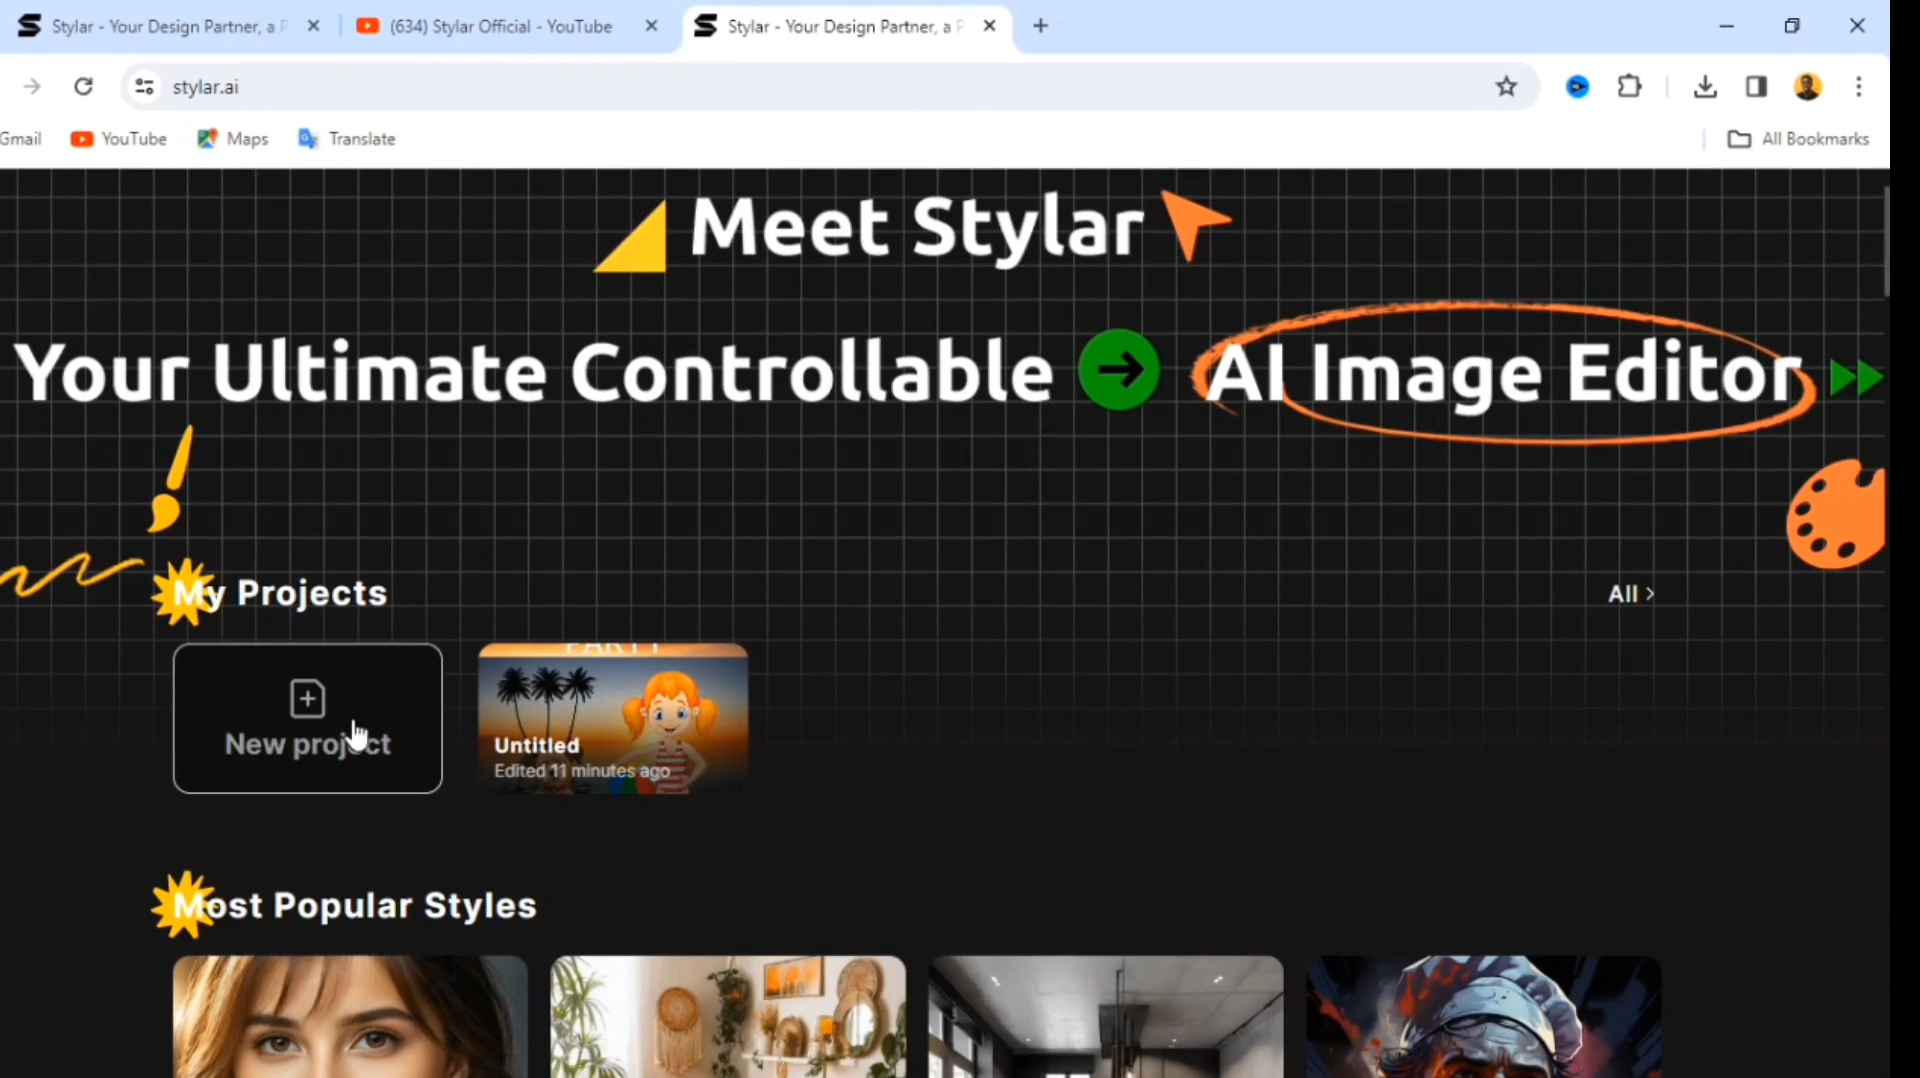 Stylar - Your Design Partner, a P
(634) Stylar Official - YouTube
Stylar - Your Design Partner, a P
stylar.ai
Gmail
YouTube
Maps
Translate
All Bookmarks
Meet Stylar
Your Ultimate Controllable AI Image Editor
My Projects
All >
New project
PARTY
Untitled
Edited 11 minutes ago
Most Popular Styles